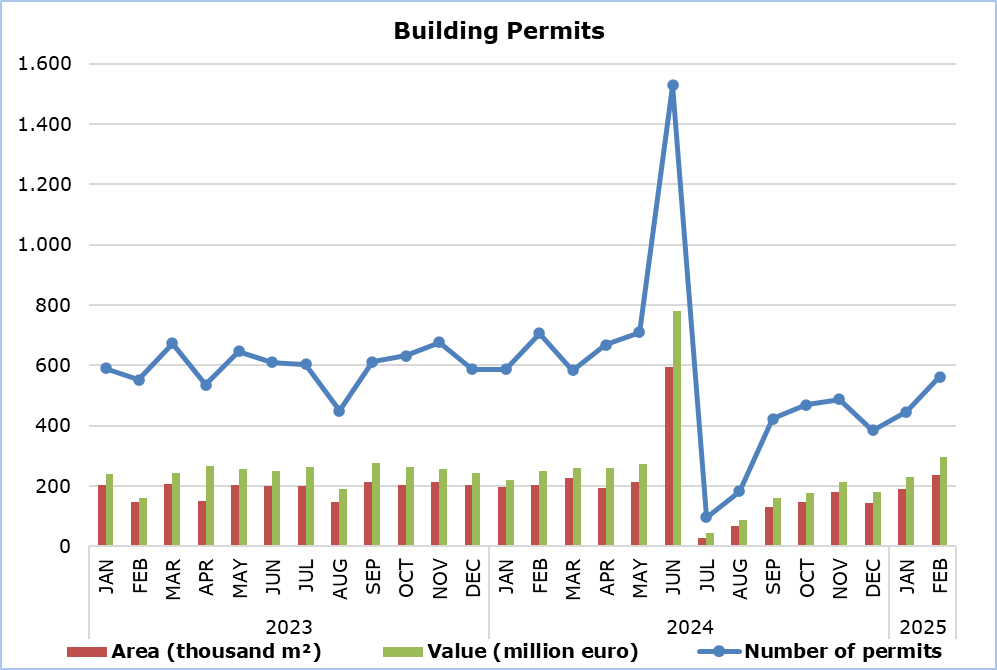 Building Permits
1.600
1.400
1.200
1.000
800
600
400
200
0
JAN FEB MAR APR MAY JUN JUL AUG SEP OCT NOV DEC JAN FEB MAR APR MAY JUN JUL AUG SEP OCT NOV DEC JAN FEB
2023 2024 2025
Area (thousand m²) Value (million euro) Number of permits